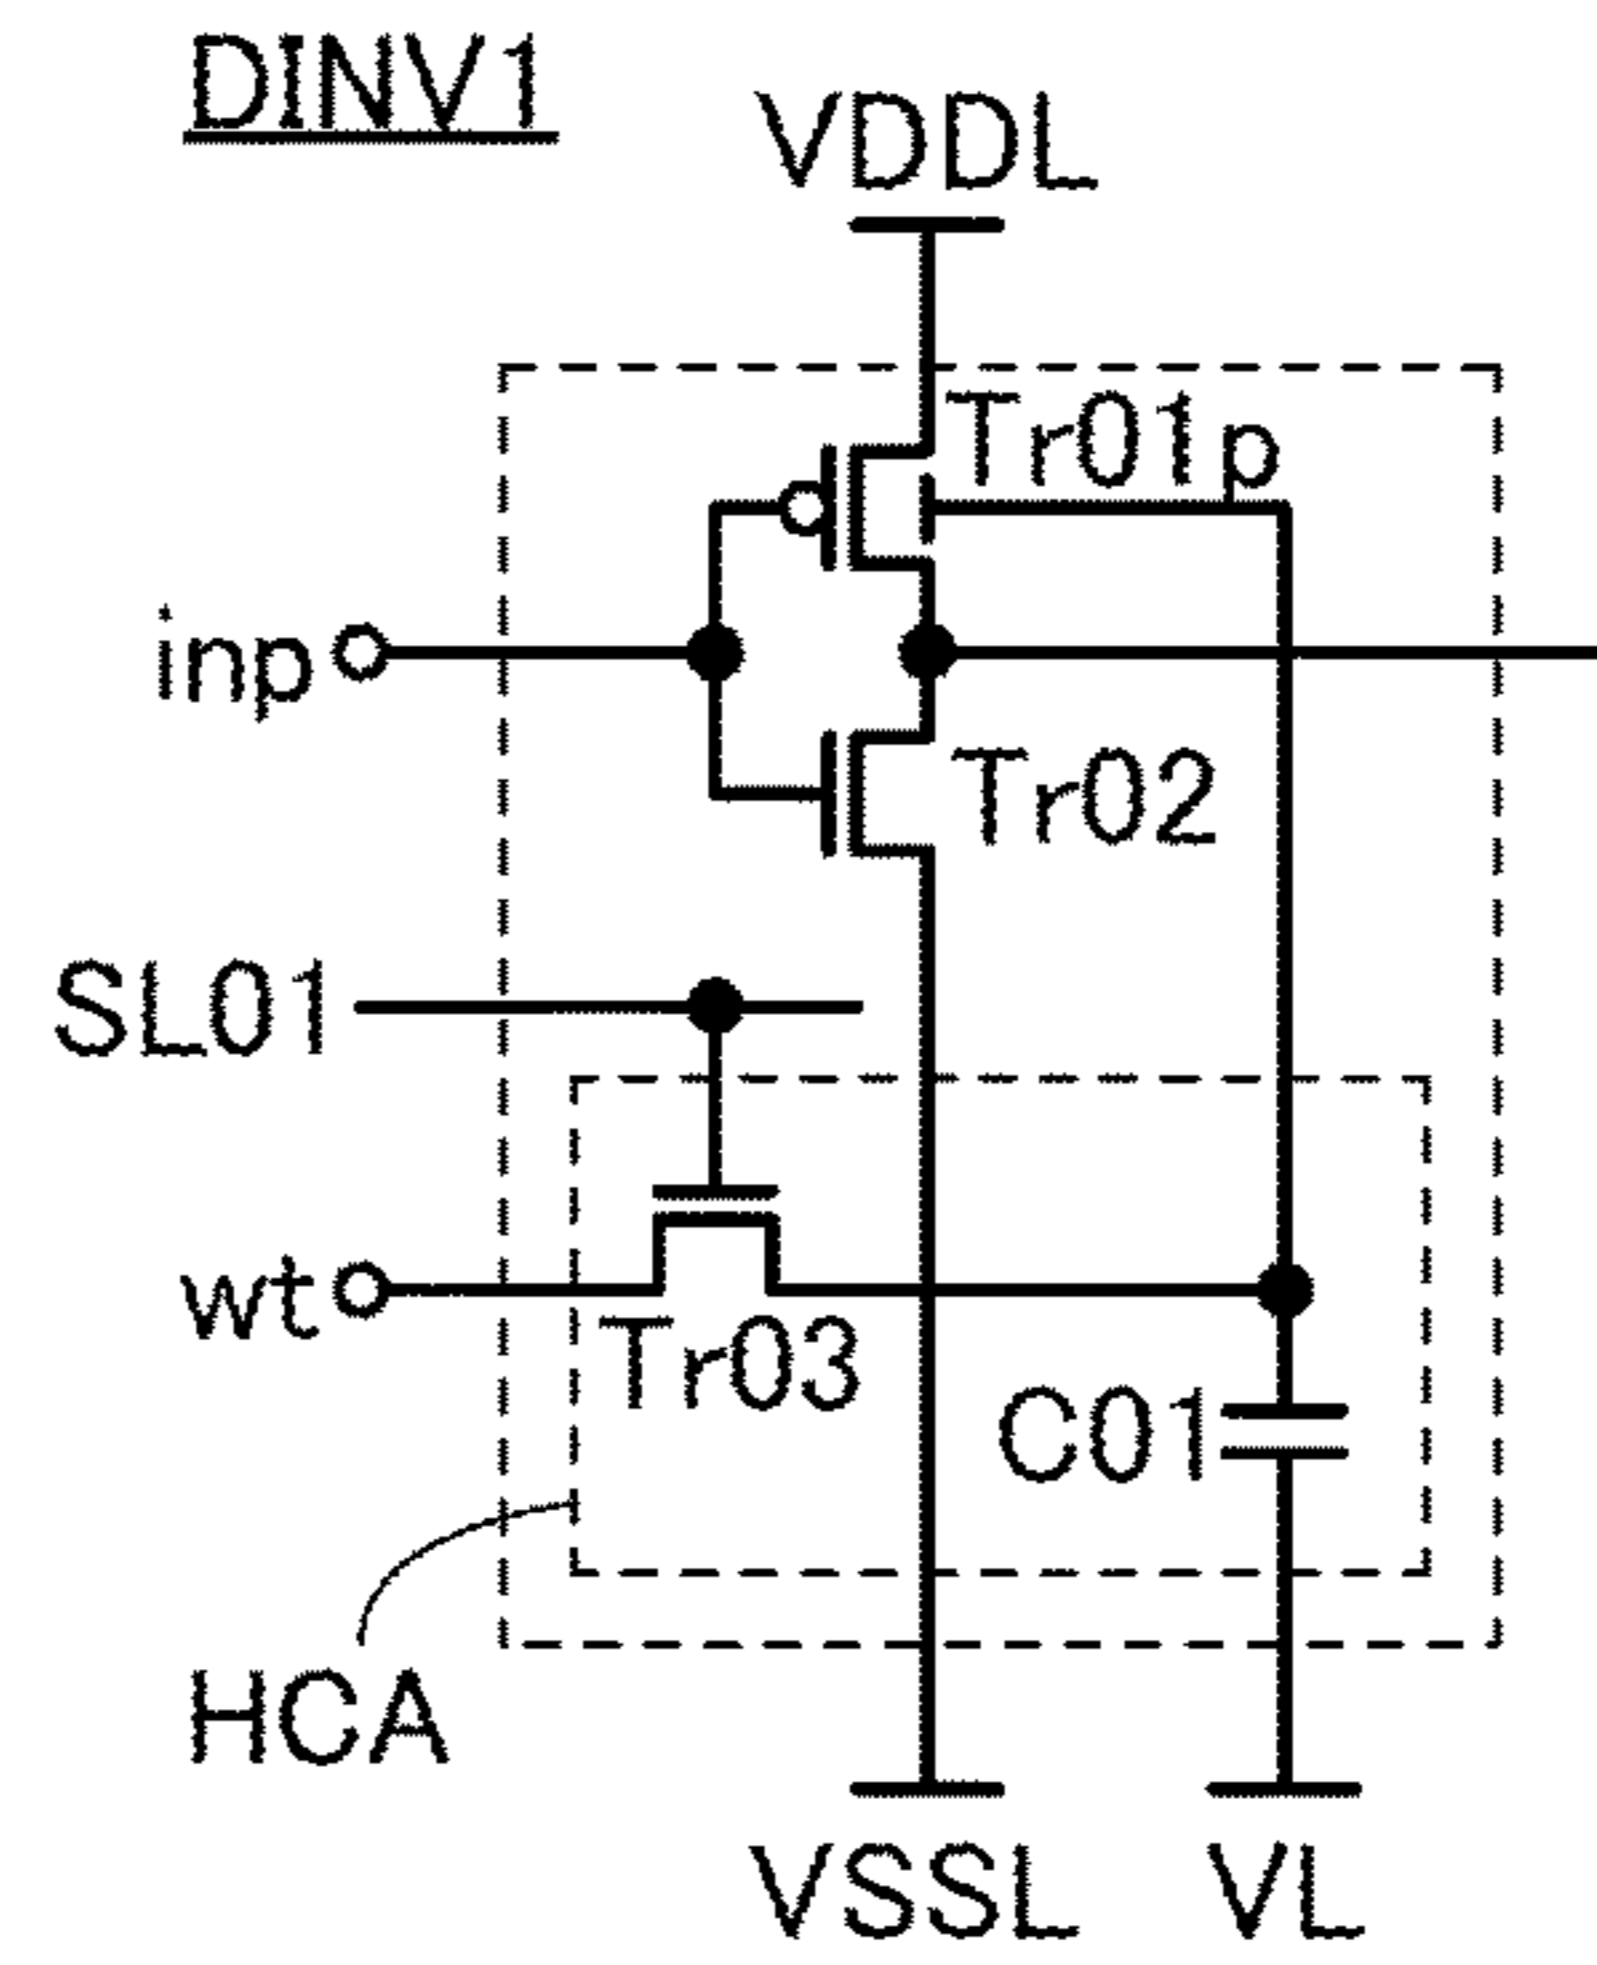 DINV1
VDDL
Tr01p
inp
Tr02
SL01
wt
Tr03
C01
HCA
VSSL
VL